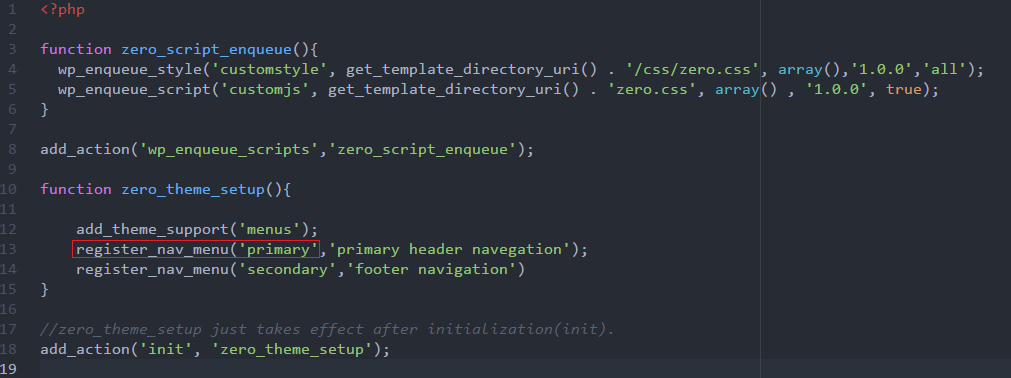 1 <?php
2
3 function zero_script_enqueue(){
4 wp_enqueue_style('customstyle', get_template_directory_uri() . '/css/zero.css', array(),'1.0.0','all');
5 wp_enqueue_script('customjs', get_template_directory_uri() . 'zero.css', array() , '1.0.0', true);
6 }
7
8 add_action('wp_enqueue_scripts','zero_script_enqueue');
9
10 function zero_theme_setup(){
11
12 add_theme_support('menus');
13 register_nav_menu('primary','primary header navegation');
14 register_nav_menu('secondary','footer navigation')
15 }
16
17 //zero_theme_setup just takes effect after initialization(init).
18 add_action('init', 'zero_theme_setup');
19